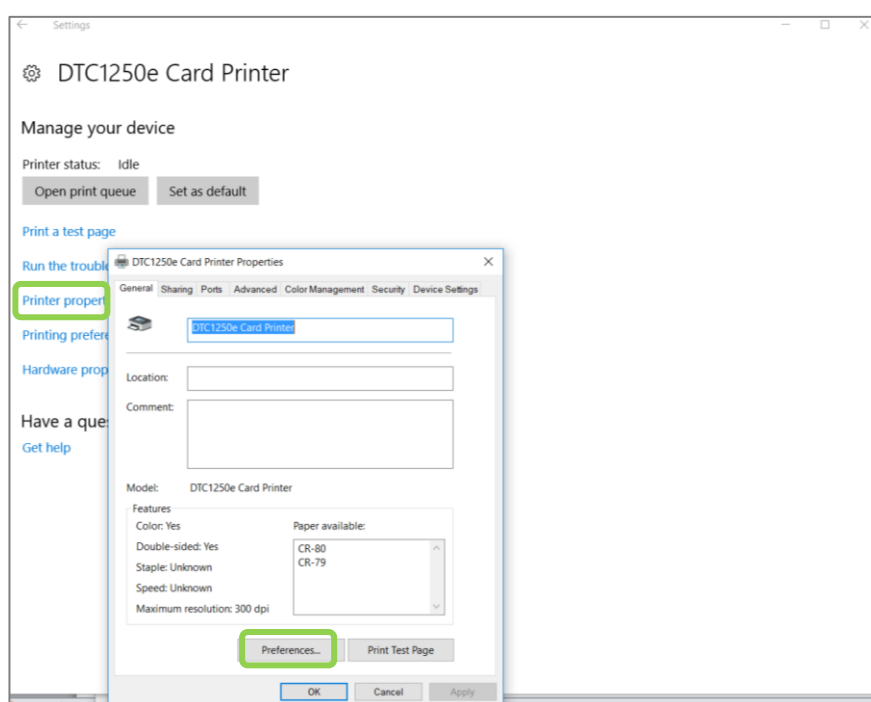 Settings
DTC1250e Card Printer
Manage your device
Printer status: Idle
Open print queue Set as default
Print a test page
Run the trouble
Printer propert
Printing prefere
Hardware prop
Have a que
Get help
DTC1250e Card Printer Properties
General Sharing Ports Advanced Color Management Security Device Settings
DTC1250e Card Printer
Location:
Comment:
Model: DTC1250e Card Printer
Features
Color: Yes Paper available:
Double-sided: Yes CR-80
Staple: Unknown CR-79
Speed: Unknown
Maximum resolution: 300 dpi
Preferences... Print Test Page
OK Cancel Apply